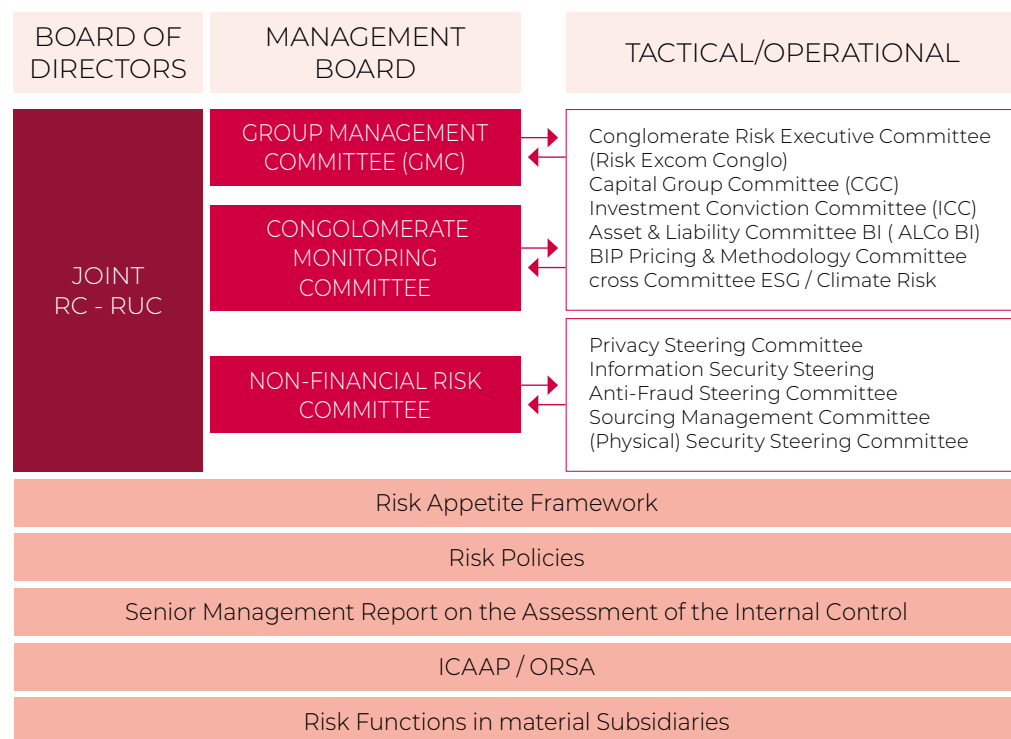 BOARD OF
DIRECTORS
MANAGEMENT
BOARD
TACTICAL/OPERATIONAL
JOINT
RC - RUC
GROUP MANAGEMENT
COMMITTEE (GMC)
CONGOLOMERATE
MONITORING
COMMITTEE
NON-FINANCIAL RISK
COMMITTEE
Conglomerate Risk Executive Committee
(Risk Excom Conglo)
Capital Group Committee (CGC)
Investment Conviction Committee (ICC)
Asset & Liability Committee BI ( ALCo BI)
BIP Pricing & Methodology Committee
cross Committee ESG / Climate Risk
Privacy Steering Committee
Information Security Steering
Anti-Fraud Steering Committee
Sourcing Management Committee
(Physical) Security Steering Committee
Risk Appetite Framework
Risk Policies
Senior Management Report on the Assessment of the Internal Control
ICAAP / ORSA
Risk Functions in material Subsidiaries